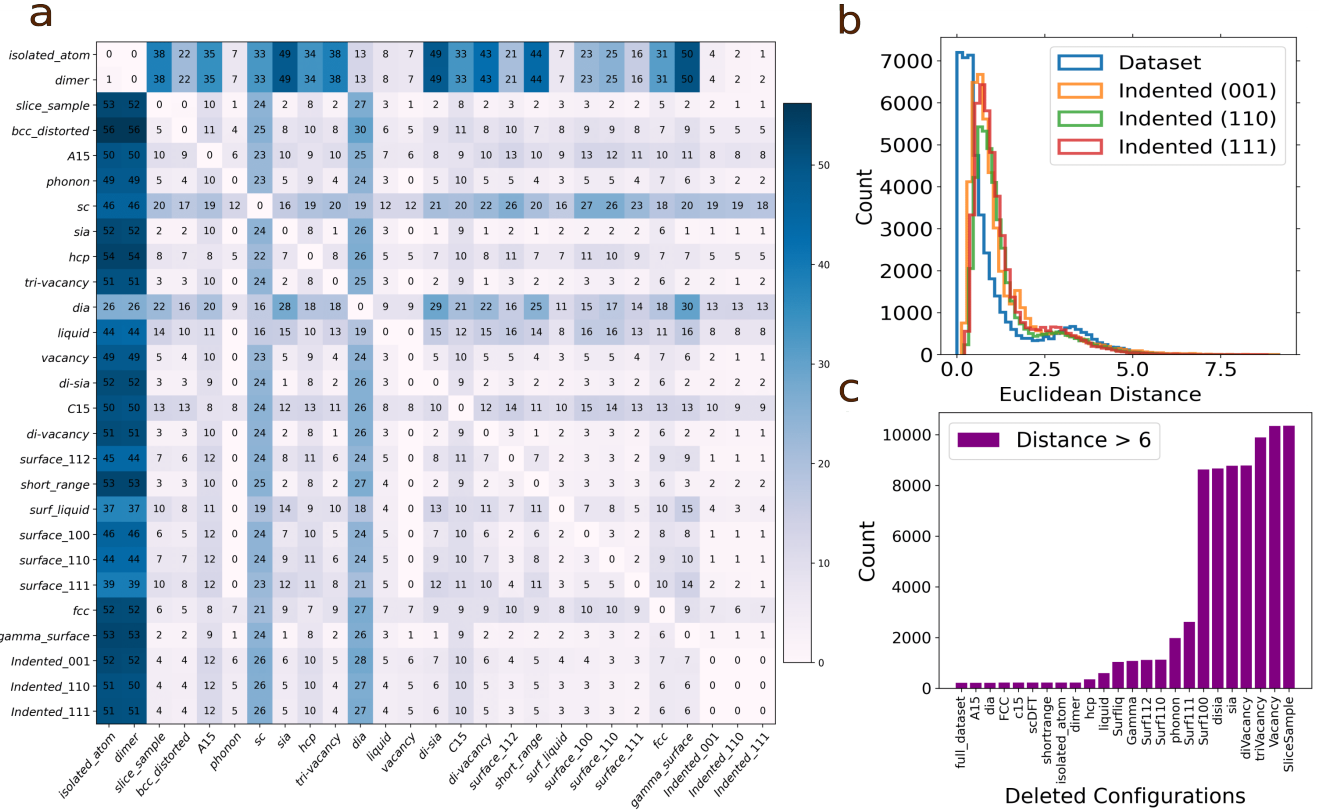 a
isolated_atom 0 0 38 22 35 7 33 49 34 38 13 8 7 49 33 43 21 44 7 23 25 16 31 50 4 2 1
dimer 1 0 38 22 35 7 33 49 34 38 13 8 7 49 33 43 21 44 7 23 25 16 31 50 4 2 2
slice_sample 53 52 0 0 10 1 24 2 8 2 27 3 1 2 8 2 3 2 3 3 2 2 5 2 2 1 1
bcc_distorted 56 56 5 0 11 4 25 8 10 8 30 6 5 9 11 8 10 7 8 9 9 8 11 9 5 5 5
A15 50 50 10 9 0 6 23 10 9 10 25 7 6 8 9 10 13 10 9 13 12 11 10 11 8 8 8
phonon 49 49 5 4 10 0 23 5 9 4 24 3 0 5 10 5 5 4 3 5 5 4 7 6 3 2 2
sc 46 46 20 17 19 12 0 16 19 20 19 12 12 21 20 22 26 20 16 27 26 23 18 20 19 19 18
sia 52 52 2 2 10 0 24 0 8 1 26 3 0 1 9 1 2 1 2 2 2 2 6 1 1 1 1
hcp 54 54 8 7 8 5 22 7 0 8 26 5 5 7 10 8 11 7 7 11 10 9 7 7 5 5 5
tri-vacancy 51 51 3 3 10 0 24 2 8 0 25 3 0 2 9 2 3 2 2 3 3 2 6 2 2 1 2
dia 26 26 22 16 20 9 16 28 18 18 0 9 9 29 21 22 16 25 11 15 17 14 18 30 13 13 13
liquid 44 44 14 10 11 0 16 15 9 13 19 0 0 15 12 15 16 14 8 16 16 13 11 16 8 8 9
vacancy 49 49 5 4 10 0 23 5 9 4 24 3 0 5 10 5 5 4 3 5 5 4 7 6 2 1 1
di-sia 52 52 3 3 9 0 24 1 8 2 26 3 0 0 9 2 3 2 2 3 3 2 6 2 2 2 2
C15 50 50 13 13 8 8 24 12 13 11 26 8 8 10 0 12 14 11 10 15 14 13 13 13 10 9 9
di-vacancy 51 51 3 3 10 0 24 2 8 1 26 3 0 2 9 0 3 1 2 3 3 2 6 2 2 1 1
surface_112 45 44 7 6 12 0 24 8 11 6 24 5 0 8 11 7 0 7 2 3 3 2 9 9 1 1 1
short_range 53 53 3 3 10 0 25 2 8 2 27 4 0 2 9 2 3 0 3 3 3 3 6 3 2 2 2
surf_liquid 37 37 10 8 11 0 19 14 9 10 18 4 0 13 10 11 7 11 0 7 8 5 10 15 4 3 4
surface_100 46 46 6 5 12 0 24 7 10 5 24 5 0 7 10 6 2 6 2 0 3 2 8 8 1 1 1
surface_110 44 44 7 7 12 0 24 9 11 6 24 5 0 9 10 7 3 8 2 3 0 2 9 10 1 1 1
surface_111 39 39 10 8 12 0 23 12 11 8 21 5 0 12 11 10 4 11 3 5 5 0 10 14 2 2 1
fcc 52 52 6 5 8 7 21 9 7 9 27 7 7 9 9 9 10 9 8 10 10 9 0 9 7 6 7
gamma_surface 53 53 2 2 9 1 24 1 8 2 26 3 1 1 9 2 2 2 2 3 3 2 6 0 1 1 1
Indented_001 52 52 4 4 12 6 26 6 10 5 28 5 6 7 10 6 5 4 4 4 3 3 7 7 0 0 0
Indented_110 51 50 4 4 12 5 26 5 10 4 27 4 5 6 10 5 3 5 3 3 2 2 6 6 0 0 0
Indented_111 51 51 4 4 12 5 26 6 10 4 27 4 5 6 10 5 3 5 3 3 2 2 6 6 0 0 0
isolated_atom dimer slice_sample bcc_distorted A15 phonon sc sia hcp tri-vacancy dia liquid vacancy di-sia C15 di-vacancy surface_112 short_range surf_liquid surface_100 surface_110 surface_111 fcc gamma_surface Indented_001 Indented_110 Indented_111
50
40
30
20
10
0
b
7000
6000
5000
4000
3000
2000
1000
0
Count
Dataset
Indented (001)
Indented (110)
Indented (111)
0.0 2.5 5.0 7.5
Euclidean Distance
c
10000
8000
6000
4000
2000
0
Count
Distance > 6
full_dataset A15 dia FCC c15 scDFT shortrange isolated_atom dimer hcp liquid Surfliq Gamma Surf112 Surf110 phonon Surf111 Surf100 disia sia diVacancy triVacancy Vacancy SliceSample
Deleted Configurations